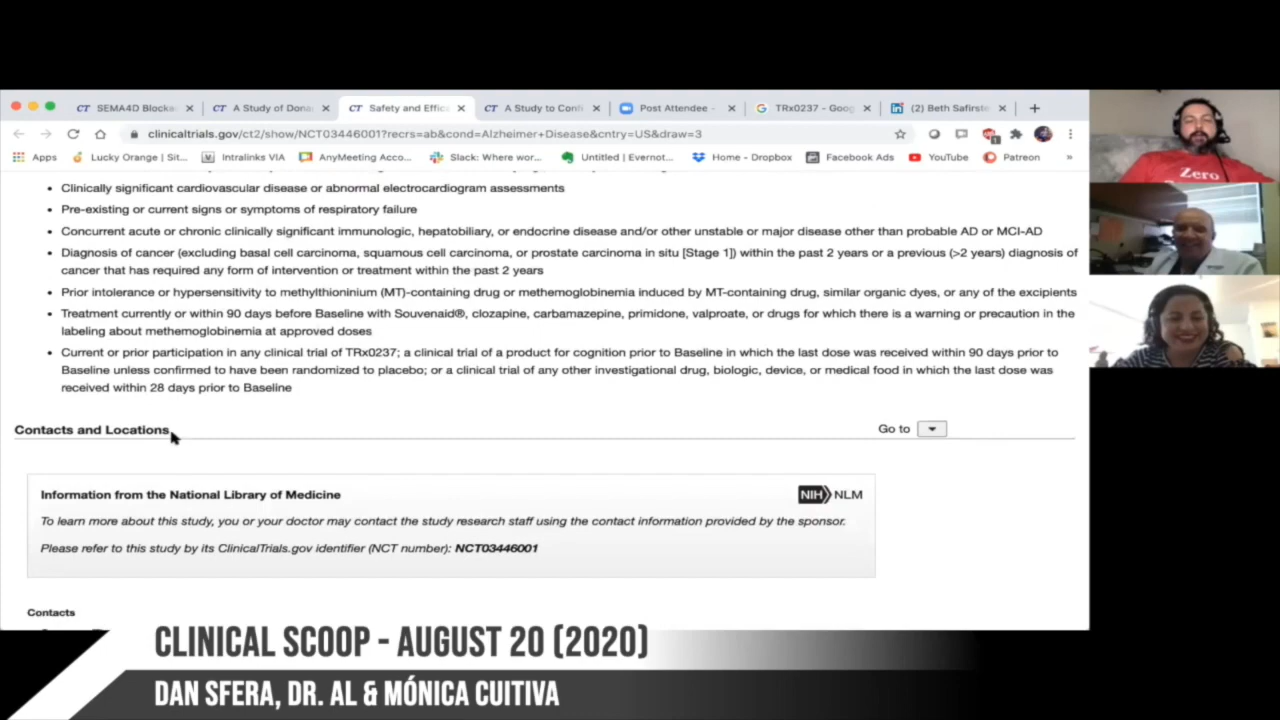 CT SEMA4D Blocka
CT A Study of Dona
CT Safety and Effica
CT A Study to Confi
Post Attendee -
TRx0237 - Goog
(2) Beth Safirste
clinicaltrials.gov/ct2/show/NCT03446001?recrs=ab&cond=Alzheimer+Disease&cntry=US&draw=3
Apps
Lucky Orange | Sit...
Intralinks VIA
AnyMeeting Acco...
Slack: Where wor...
Untitled | Evernot...
Home - Dropbox
Facebook Ads
YouTube
Patreon
»
Zero
• Clinically significant cardiovascular disease or abnormal electrocardiogram assessments
• Pre-existing or current signs or symptoms of respiratory failure
• Concurrent acute or chronic clinically significant immunologic, hepatobiliary, or endocrine disease and/or other unstable or major disease other than probable AD or MCI-AD
• Diagnosis of cancer (excluding basal cell carcinoma, squamous cell carcinoma, or prostate carcinoma in situ [Stage 1]) within the past 2 years or a previous (>2 years) diagnosis of
cancer that has required any form of intervention or treatment within the past 2 years
• Prior intolerance or hypersensitivity to methylthioninium (MT)-containing drug or methemoglobinemia induced by MT-containing drug, similar organic dyes, or any of the excipients
• Treatment currently or within 90 days before Baseline with Souvenaid®, clozapine, carbamazepine, primidone, valproate, or drugs for which there is a warning or precaution in the
labeling about methemoglobinemia at approved doses
• Current or prior participation in any clinical trial of TRx0237; a clinical trial of a product for cognition prior to Baseline in which the last dose was received within 90 days prior to
Baseline unless confirmed to have been randomized to placebo; or a clinical trial of any other investigational drug, biologic, device, or medical food in which the last dose was
received within 28 days prior to Baseline
Contacts and Locations
Go to
Information from the National Library of Medicine
NIH NLM
To learn more about this study, you or your doctor may contact the study research staff using the contact information provided by the sponsor.
Please refer to this study by its ClinicalTrials.gov identifier (NCT number): NCT03446001
Contacts
CLINICAL SCOOP - AUGUST 20 (2020)
DAN SFERA, DR. AL & MÓNICA CUITIVA